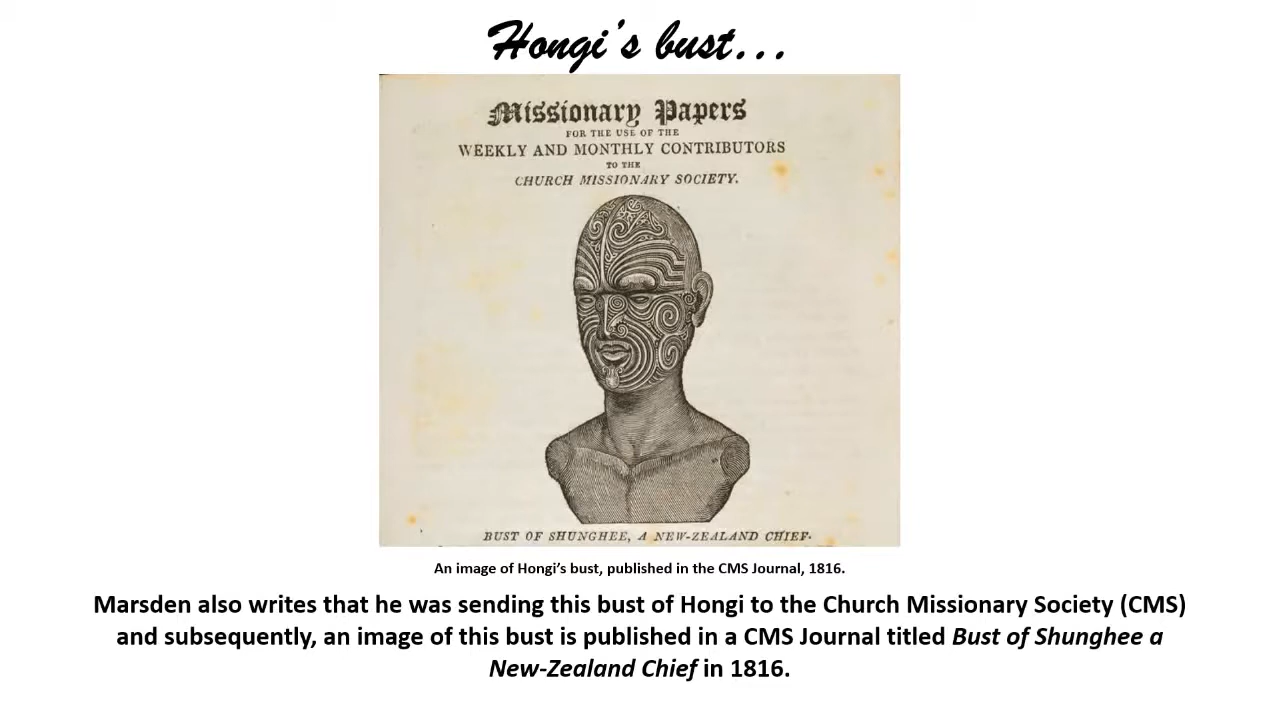 Hongi's bust...
Missionary Papers
FOR THE USE OF THE
WEEKLY AND MONTHLY CONTRIBUTORS
TO THE
CHURCH MISSIONARY SOCIETY.
BUST OF SHUNGHEE, A NEW-ZEALAND CHIEF.
An image of Hongi's bust, published in the CMS Journal, 1816.
Marsden also writes that he was sending this bust of Hongi to the Church Missionary Society (CMS)
and subsequently, an image of this bust is published in a CMS Journal titled Bust of Shunghee a
New-Zealand Chief in 1816.